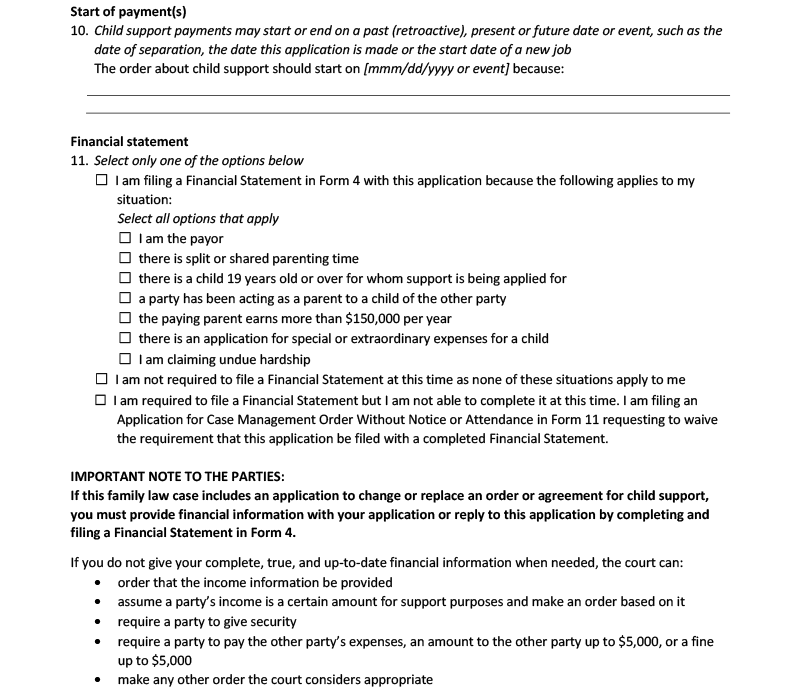 Start of payment(s)
10. Child support payments may start or end on a past (retroactive), present or future date or event, such as the
date of separation, the date this application is made or the start date of a new job
The order about child support should start on [mmm/dd/yyyy or event] because:
Financial statement
11. Select only one of the options below
☐ I am filing a Financial Statement in Form 4 with this application because the following applies to my
situation:
Select all options that apply
☐ I am the payor
☐ there is split or shared parenting time
☐ there is a child 19 years old or over for whom support is being applied for
☐ a party has been acting as a parent to a child of the other party
☐ the paying parent earns more than $150,000 per year
☐ there is an application for special or extraordinary expenses for a child
☐ I am claiming undue hardship
☐ I am not required to file a Financial Statement at this time as none of these situations apply to me
☐ I am required to file a Financial Statement but I am not able to complete it at this time. I am filing an
Application for Case Management Order Without Notice or Attendance in Form 11 requesting to waive
the requirement that this application be filed with a completed Financial Statement.
IMPORTANT NOTE TO THE PARTIES:
If this family law case includes an application to change or replace an order or agreement for child support,
you must provide financial information with your application or reply to this application by completing and
filing a Financial Statement in Form 4.
If you do not give your complete, true, and up-to-date financial information when needed, the court can:
• order that the income information be provided
• assume a party's income is a certain amount for support purposes and make an order based on it
• require a party to give security
• require a party to pay the other party's expenses, an amount to the other party up to $5,000, or a fine
up to $5,000
• make any other order the court considers appropriate